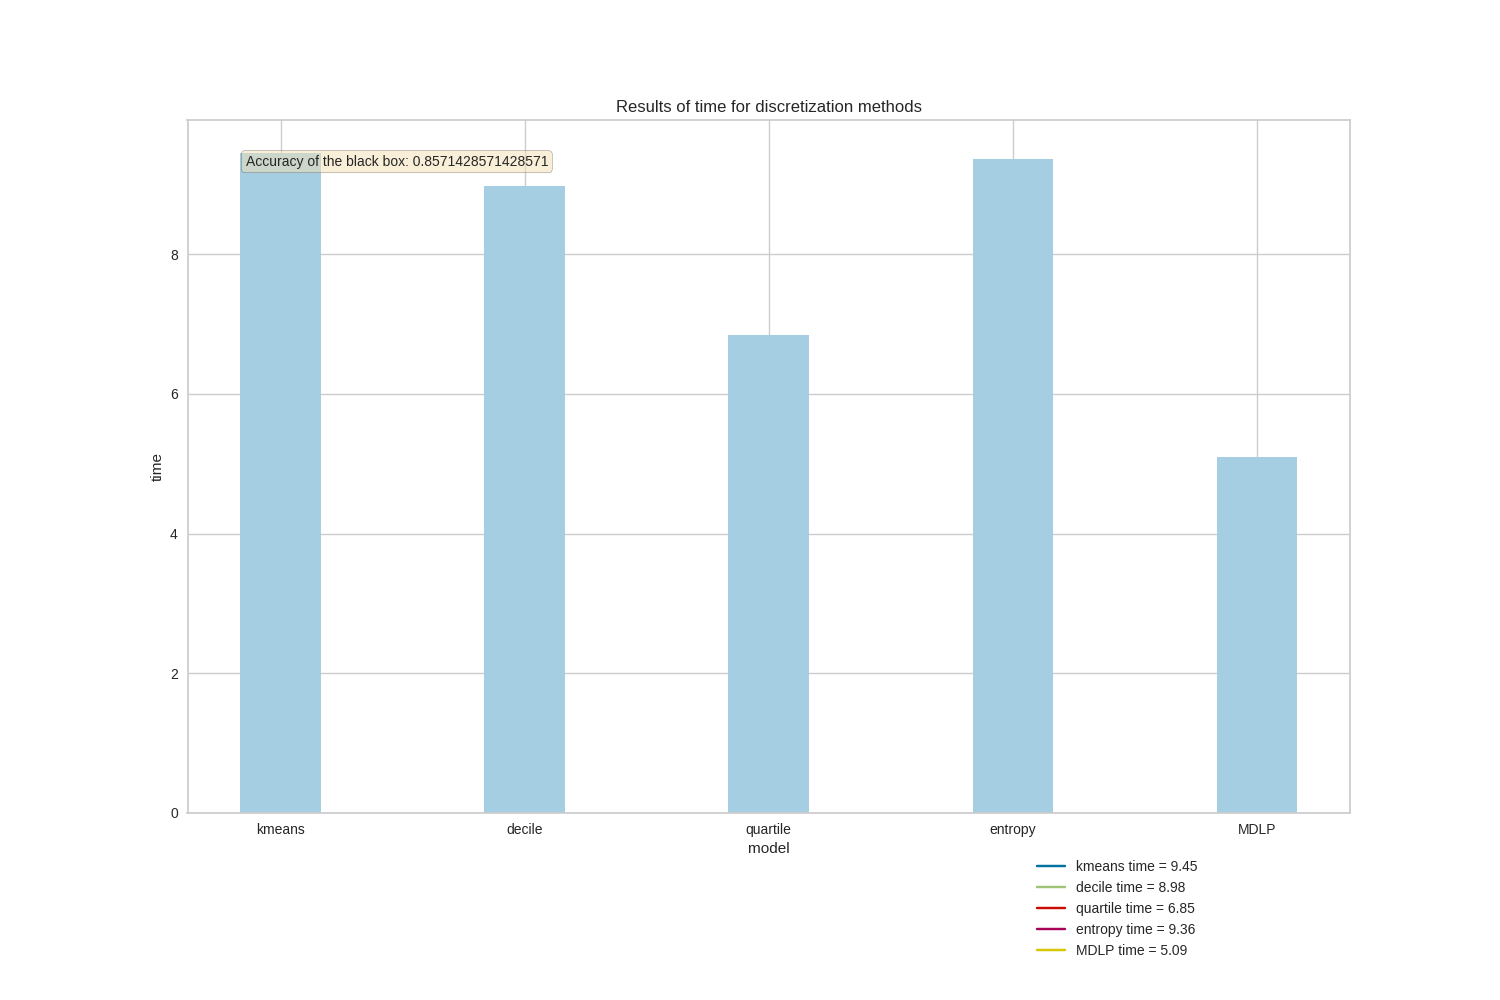 Results of time for discretization methods
Accuracy of the black box: 0.8571428571428571
8
6
4
2
0
time
kmeans decile quartile entropy MDLP
model
kmeans time = 9.45
decile time = 8.98
quartile time = 6.85
entropy time = 9.36
MDLP time = 5.09